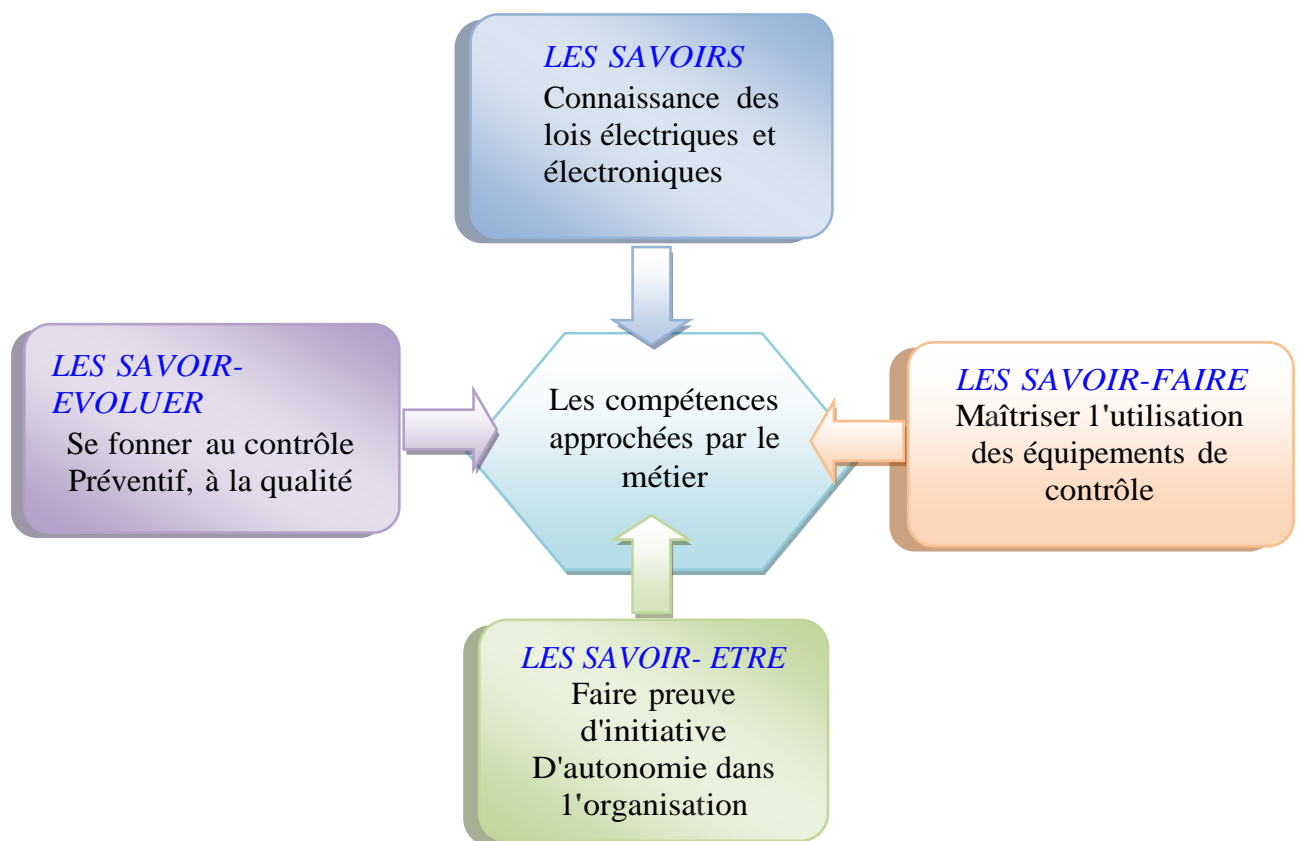 LES SAVOIRS
Connaissance des
lois électriques et
électroniques
LES SAVOIR-
EVOLUER
Se fonner au contrôle
Préventif, à la qualité
Les compétences
approchées par le
métier
LES SAVOIR-FAIRE
Maîtriser l'utilisation
des équipements de
contrôle
LES SAVOIR- ETRE
Faire preuve
d'initiative
D'autonomie dans
l'organisation